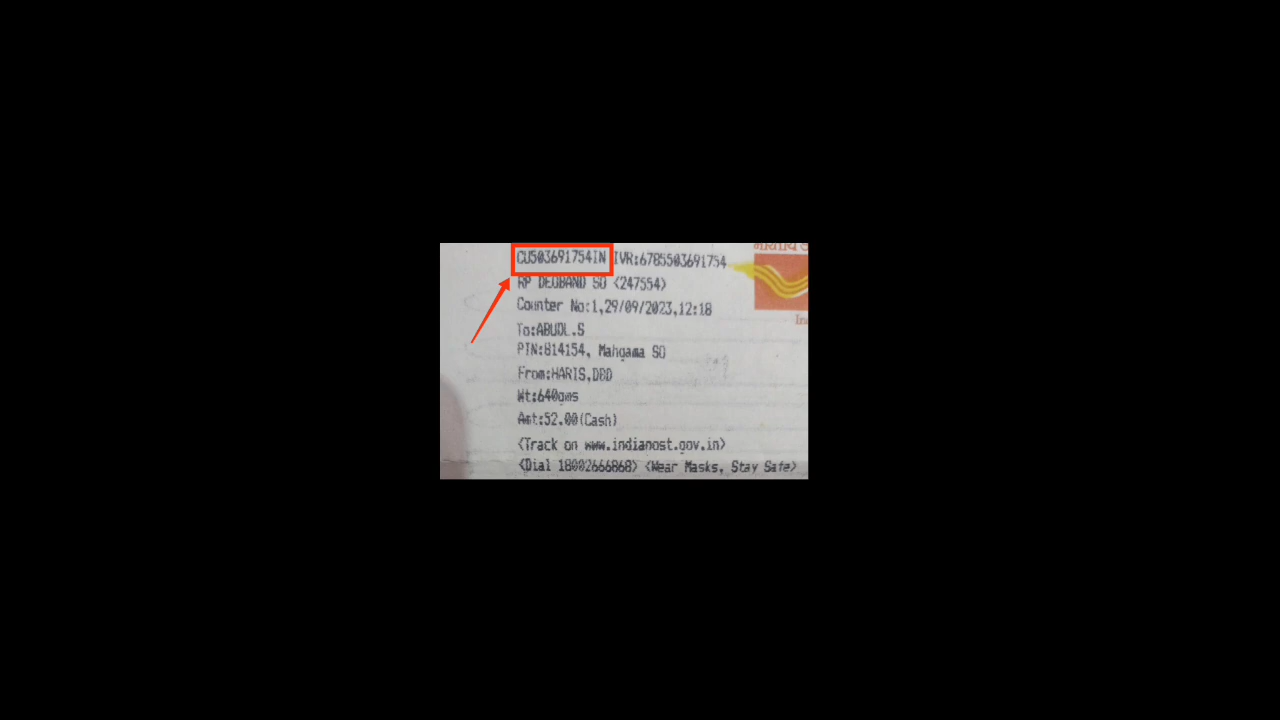 CU503691754IN IVR:6785503691754
RP DEOBAND SO <247554>
Counter No:1,29/09/2023,12:18
To:ABUDL.S
PIN:814154, Mahgama SO
From:HARIS,DBD
Wt:640gms
Amt:52.00(Cash)
<Track on www.indiapost.gov.in>
<Dial 18002666868> <Wear Masks, Stay Safe>